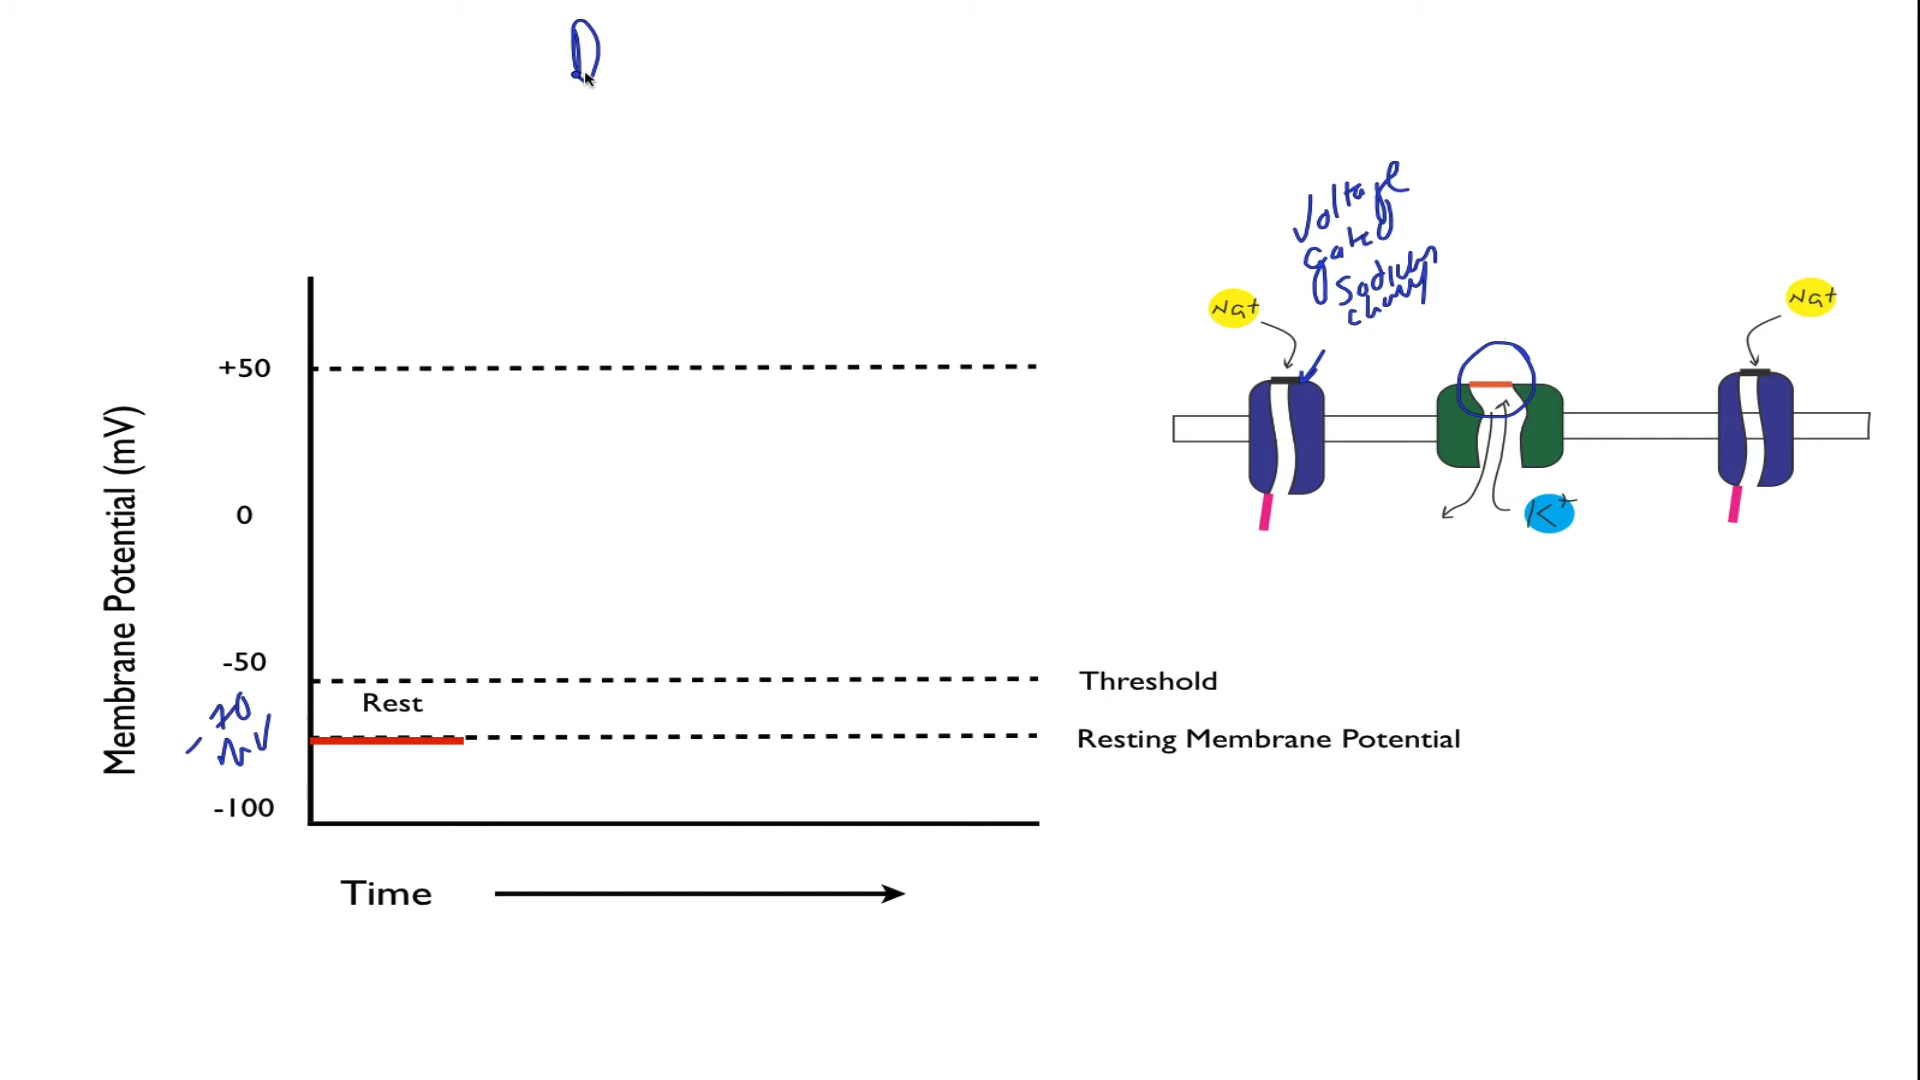 D
Voltage
gated
Sodium
Na+
Na+
+50
K+
0
Membrane Potential (mV)
-50
Threshold
Rest
-70
mV
Resting Membrane Potential
-100
Time